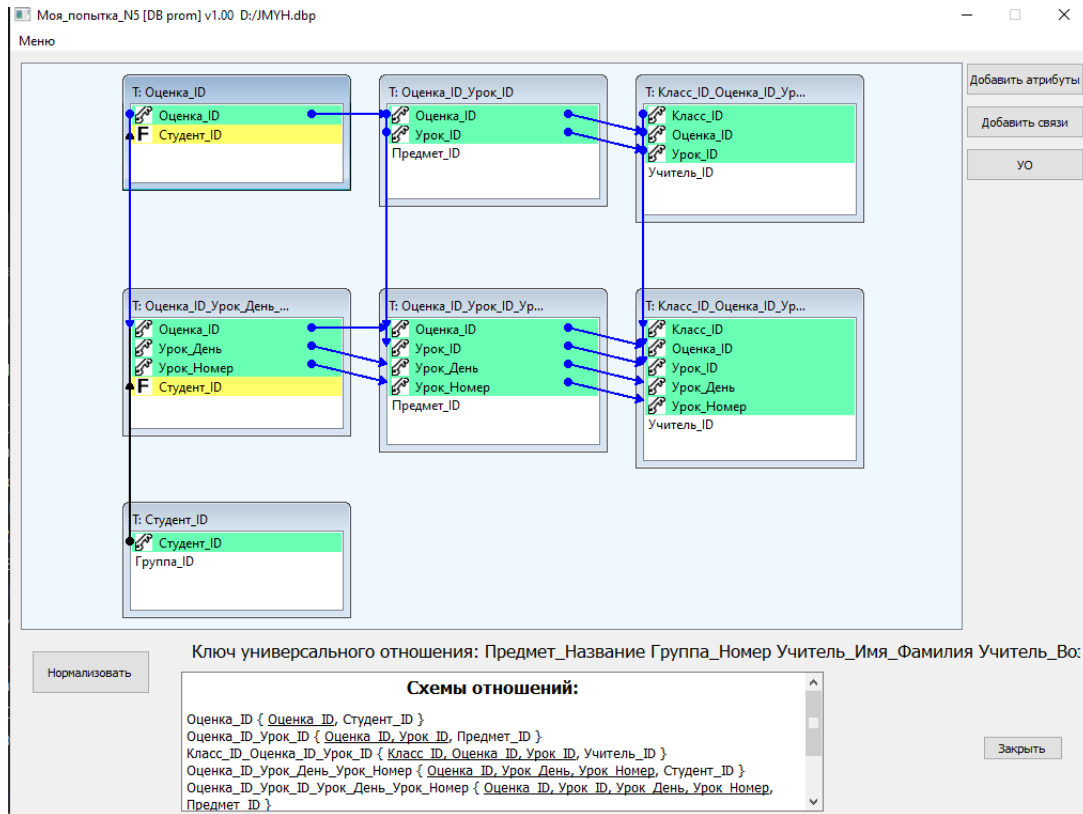 Моя_попытка_N5 [DB prom] v1.00 D:/JMYH.dbp
Меню
T: Оценка_ID
Оценка_ID
F Студент_ID
T: Оценка_ID_Урок_ID
Оценка_ID
Урок_ID
Предмет_ID
T: Класс_ID_Оценка_ID_Ур...
Класс_ID
Оценка_ID
Урок_ID
Учитель_ID
Добавить атрибуты
Добавить связи
УО
T: Оценка_ID_Урок_День_...
Оценка_ID
Урок_День
Урок_Номер
F Студент_ID
T: Оценка_ID_Урок_ID_Ур...
Оценка_ID
Урок_ID
Урок_День
Урок_Номер
Предмет_ID
T: Класс_ID_Оценка_ID_Ур...
Класс_ID
Оценка_ID
Урок_ID
Урок_День
Урок_Номер
Учитель_ID
T: Студент_ID
Студент_ID
Группа_ID
Нормализовать
Ключ универсального отношения: Предмет_Название Группа_Номер Учитель_Имя_Фамилия Учитель_Во
Схемы отношений:
Оценка_ID { Оценка_ID, Студент_ID }
Оценка_ID_Урок_ID { Оценка_ID, Урок_ID, Предмет_ID }
Класс_ID_Оценка_ID_Урок_ID { Класс_ID, Оценка_ID, Урок_ID, Учитель_ID }
Оценка_ID_Урок_День_Урок_Номер { Оценка_ID, Урок_День, Урок_Номер, Студент_ID }
Оценка_ID_Урок_ID_Урок_День_Урок_Номер { Оценка_ID, Урок_ID, Урок_День, Урок_Номер,
Предмет_ID }
Закрыть